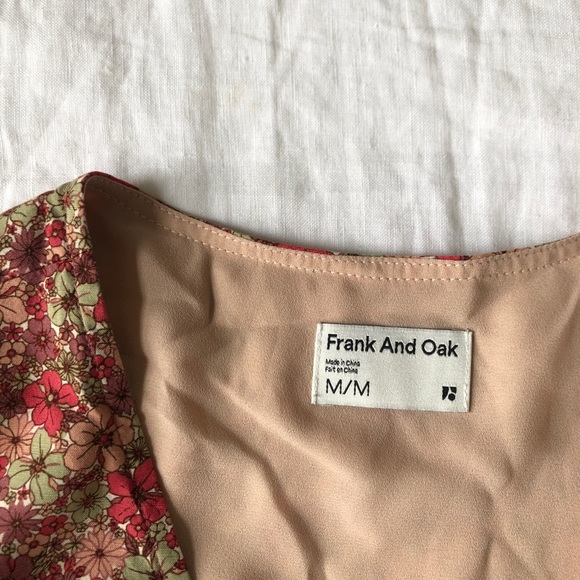 Frank And Oak
Made in China
Fait en Chine
M/M